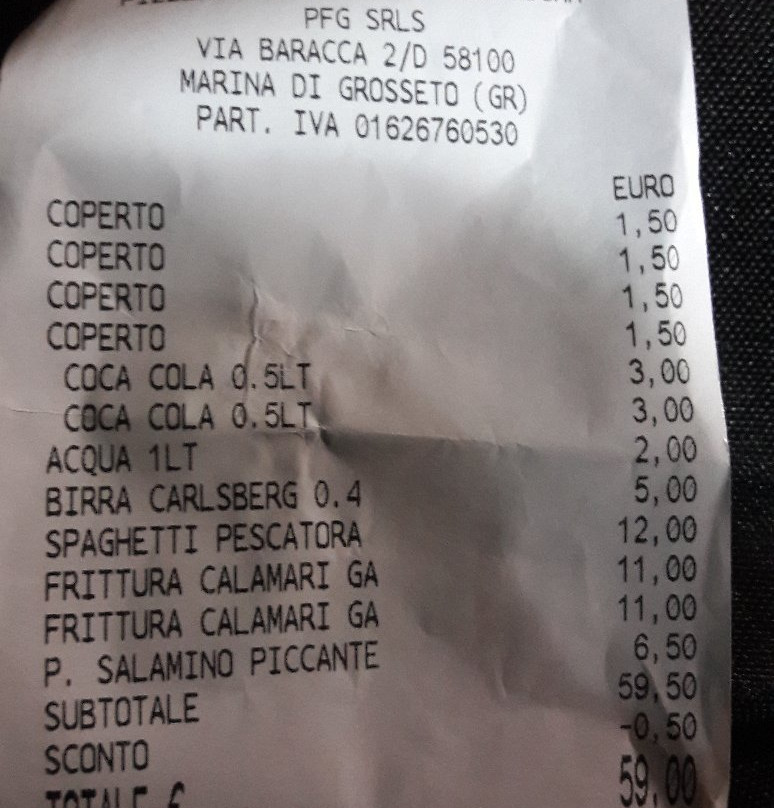 PFG SRLS
VIA BARACCA 2/D 58100
MARINA DI GROSSETO (GR)
PART. IVA 01626760530
EURO
COPERTO 1,50
COPERTO 1,50
COPERTO 1,50
COPERTO 1,50
COCA COLA 0.5LT 3,00
COCA COLA 0.5LT 3,00
ACQUA 1LT 2,00
BIRRA CARLSBERG 0.4 5,00
SPAGHETTI PESCATORA 12,00
FRITTURA CALAMARI GA 11,00
FRITTURA CALAMARI GA 11,00
P. SALAMINO PICCANTE 6,50
SUBTOTALE 59,50
SCONTO -0,50
TOTALE € 59,00